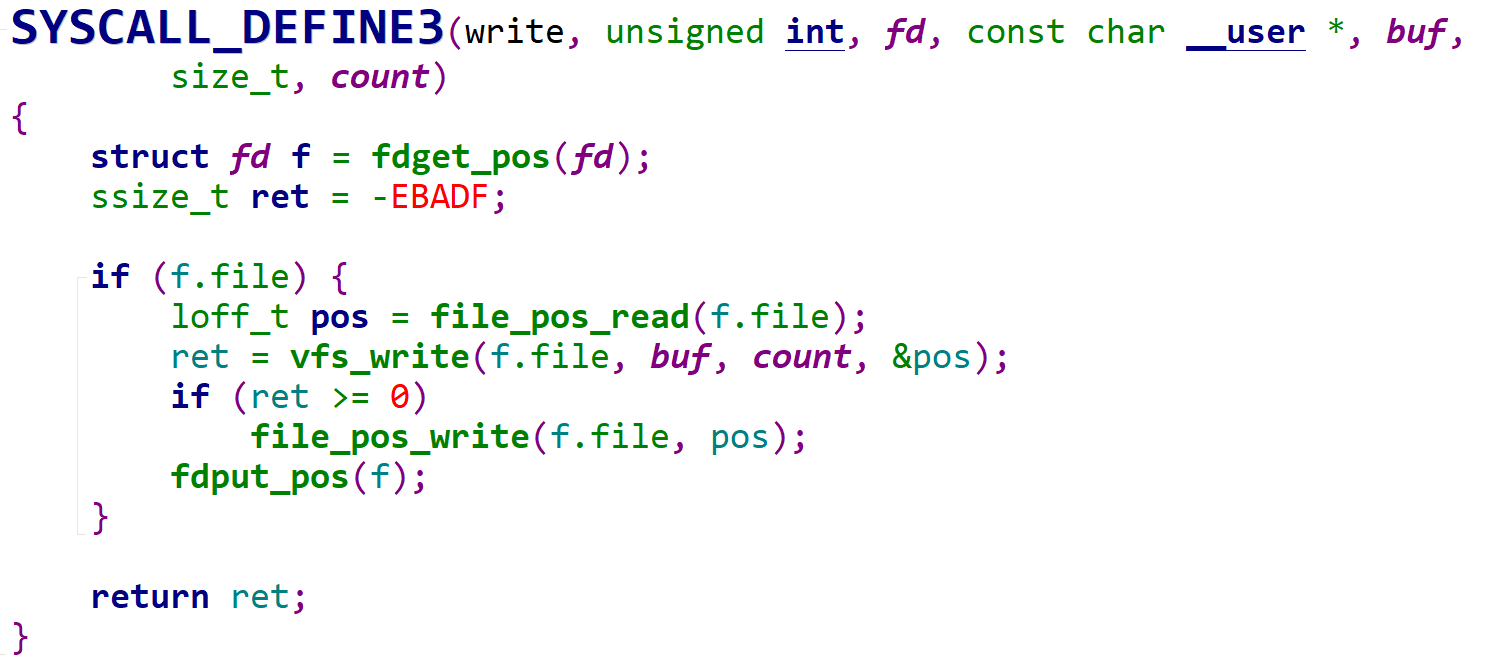 SYSCALL_DEFINE3(write, unsigned int, fd, const char __user *, buf,
size_t, count)
{
struct fd f = fdget_pos(fd);
ssize_t ret = -EBADF;
if (f.file) {
loff_t pos = file_pos_read(f.file);
ret = vfs_write(f.file, buf, count, &pos);
if (ret >= 0)
file_pos_write(f.file, pos);
fdput_pos(f);
}
return ret;
}